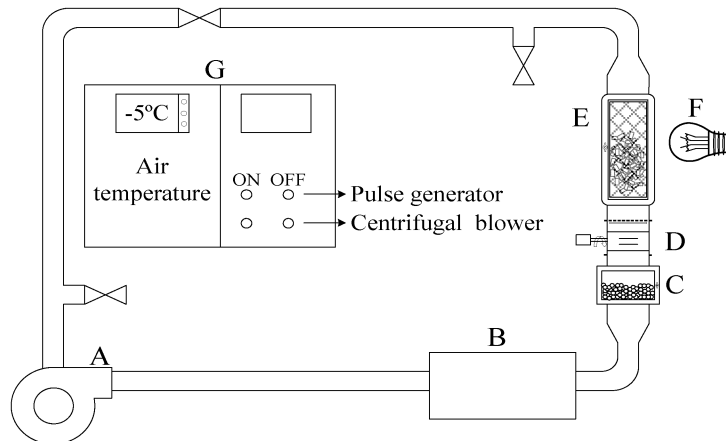 G
-5ºC
Air
temperature
ON OFF
Pulse generator
Centrifugal blower
E
F
D
C
B
A